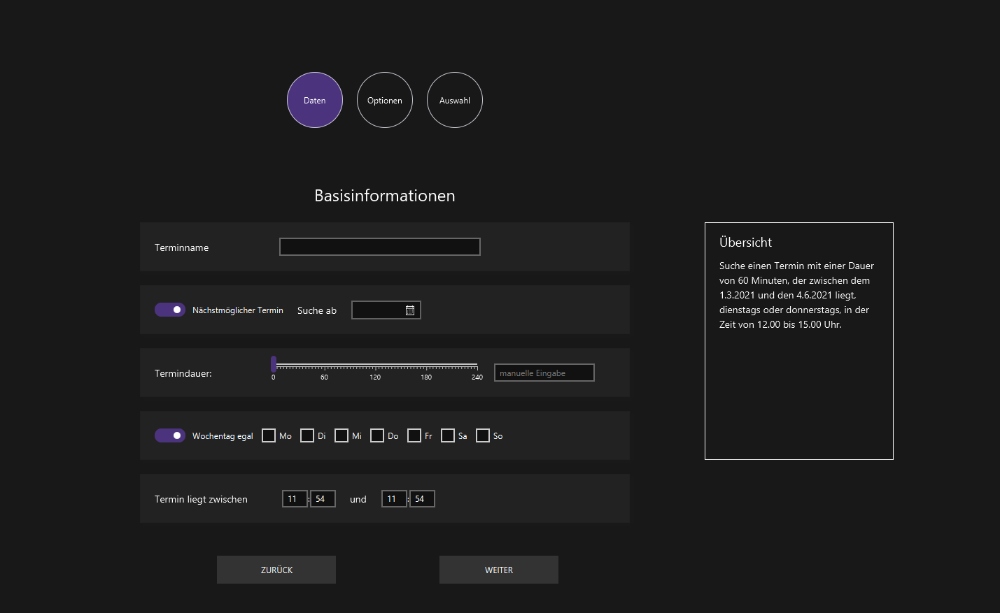 Daten Optionen Auswahl
Basisinformationen
Terminname
Nächstmöglicher Termin Suche ab
Termindauer: 0 60 120 180 240 manuelle Eingabe
Wochentag egal Mo Di Mi Do Fr Sa So
Termin liegt zwischen 11 : 54 und 11 : 54
ZURÜCK WEITER
Übersicht
Suche einen Termin mit einer Dauer
von 60 Minuten, der zwischen dem
1.3.2021 und den 4.6.2021 liegt,
dienstags oder donnerstags, in der
Zeit von 12.00 bis 15.00 Uhr.